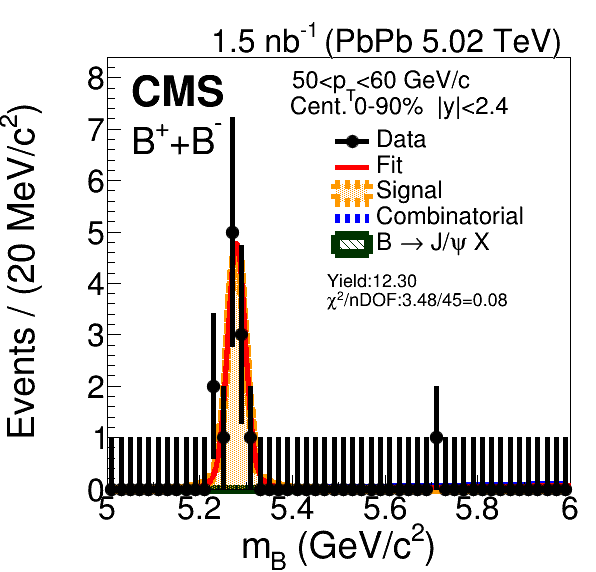 1.5 nb⁻¹ (PbPb 5.02 TeV)
CMS
B⁺+B⁻
50<p_T<60 GeV/c
Cent. 0-90% |y|<2.4
Data
Fit
Signal
Combinatorial
B → J/ψ X
Yield:12.30
χ²/nDOF:3.48/45=0.08
Events / (20 MeV/c²)
8
7
6
5
4
3
2
1
0
5 5.2 5.4 5.6 5.8 6
m_B (GeV/c²)